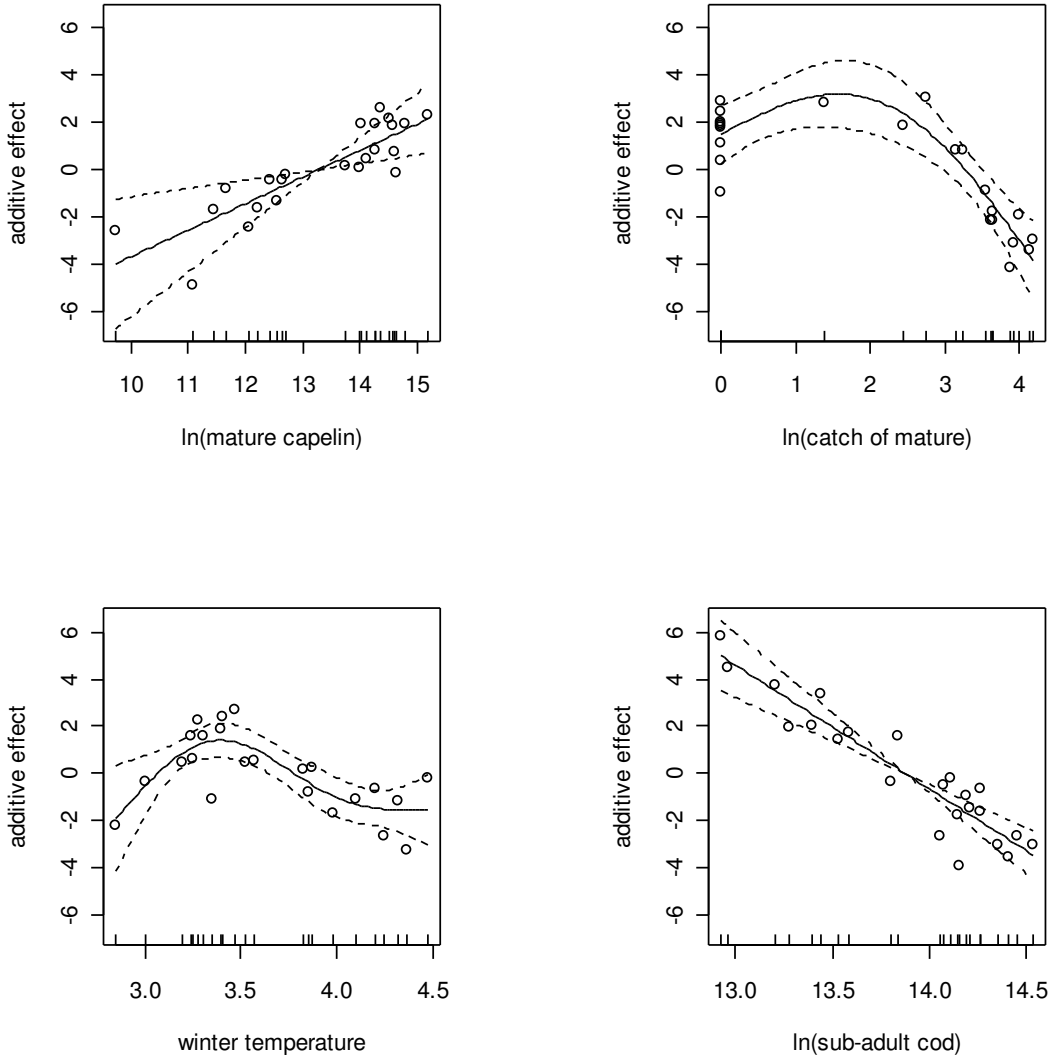 additive effect
6
4
2
0
-2
-4
-6
10 11 12 13 14 15
ln(mature capelin)
additive effect
6
4
2
0
-2
-4
-6
0 1 2 3 4
ln(catch of mature)
additive effect
6
4
2
0
-2
-4
-6
3.0 3.5 4.0 4.5
winter temperature
additive effect
6
4
2
0
-2
-4
-6
13.0 13.5 14.0 14.5
ln(sub-adult cod)